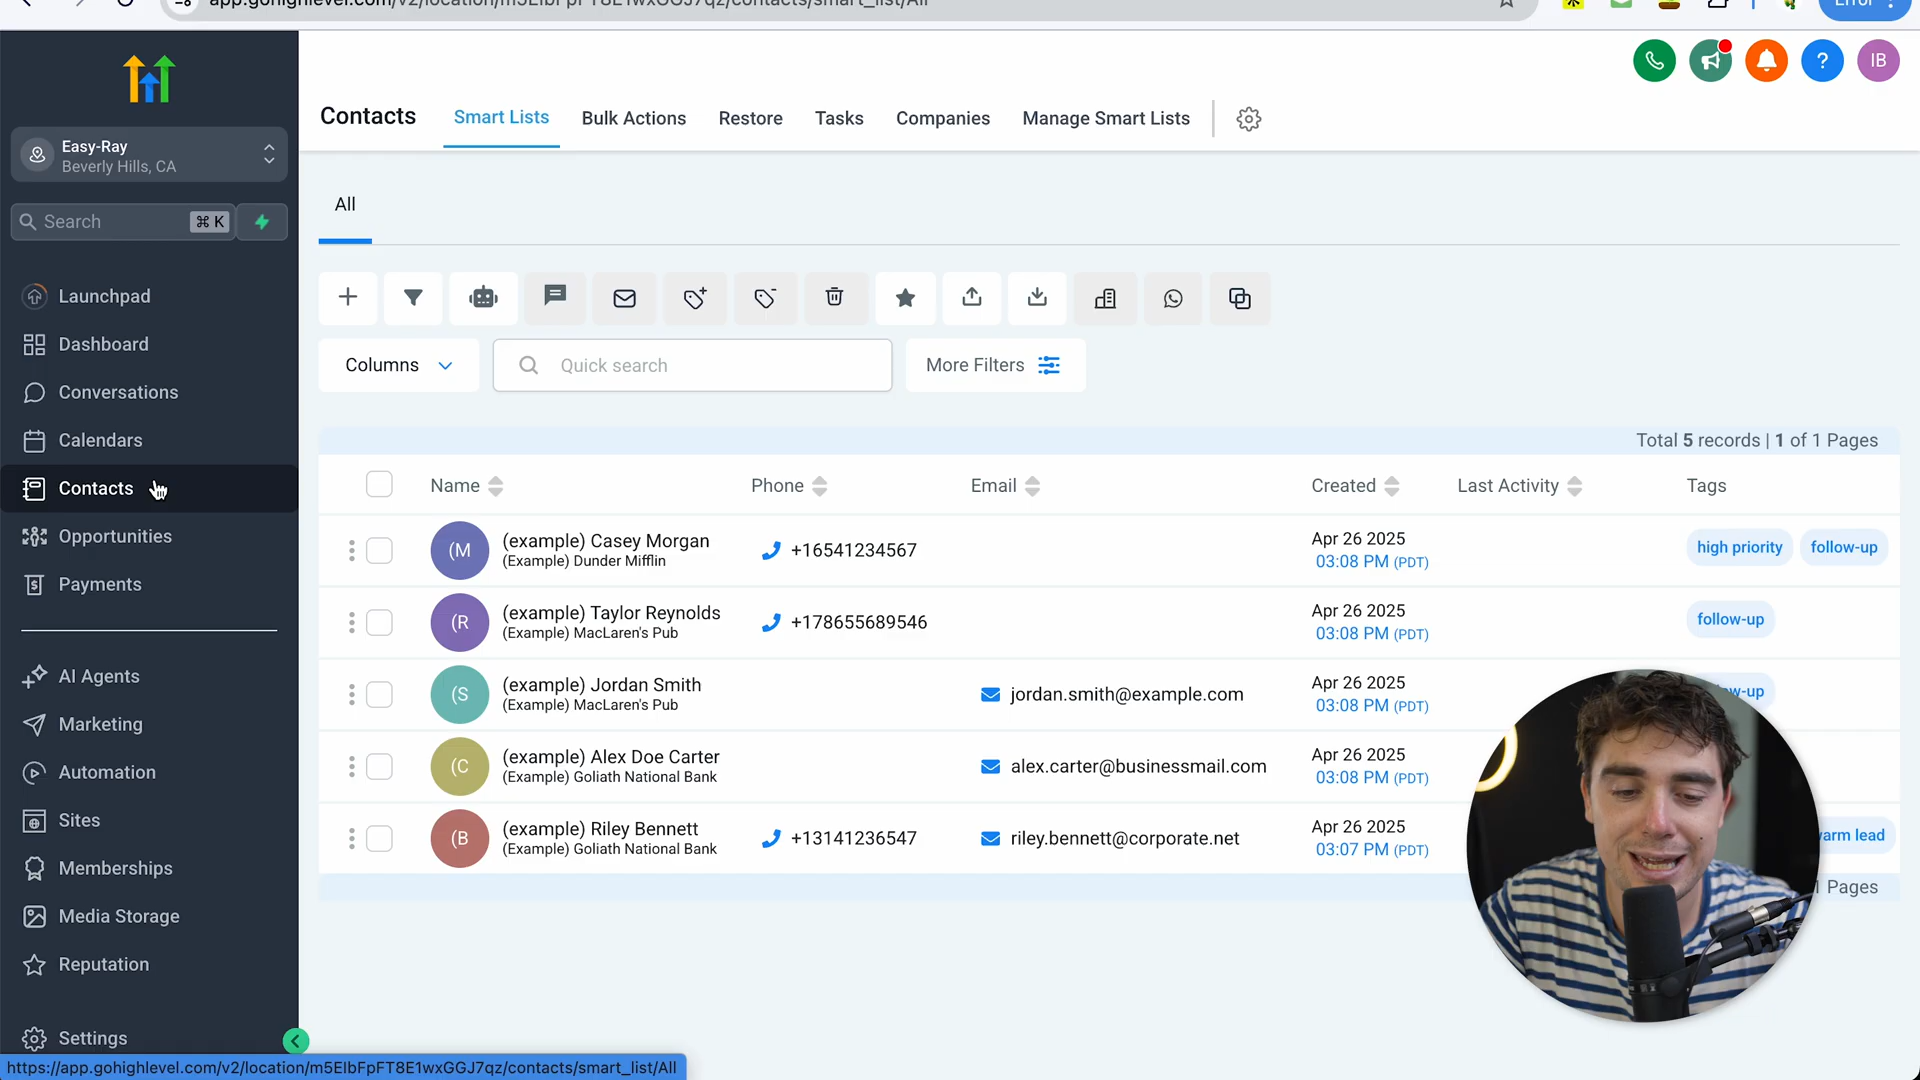 Error
Easy-Ray
Beverly Hills, CA
Search
⌘ K
Launchpad
Dashboard
Conversations
Calendars
Contacts
Opportunities
Payments
AI Agents
Marketing
Automation
Sites
Memberships
Media Storage
Reputation
Settings
Contacts
Smart Lists
Bulk Actions
Restore
Tasks
Companies
Manage Smart Lists
?
IB
All
Columns
Quick search
More Filters
Total 5 records | 1 of 1 Pages
Name Phone Email Created Last Activity Tags
(M (example) Casey Morgan +16541234567 Apr 26 2025 high priority follow-up
(Example) Dunder Mifflin 03:08 PM (PDT)
(R (example) Taylor Reynolds +178655689546 Apr 26 2025 follow-up
(Example) MacLaren's Pub 03:08 PM (PDT)
(S (example) Jordan Smith jordan.smith@example.com Apr 26 2025
(Example) MacLaren's Pub 03:08 PM (PDT)
(C (example) Alex Doe Carter alex.carter@businessmail.com Apr 26 2025
(Example) Goliath National Bank 03:08 PM (PDT)
(B (example) Riley Bennett +13141236547 riley.bennett@corporate.net Apr 26 2025 lead
(Example) Goliath National Bank 03:07 PM (PDT)
Pages
https://app.gohighlevel.com/v2/location/m5EIbFpFT8E1wxGGJ7qz/contacts/smart_list/All